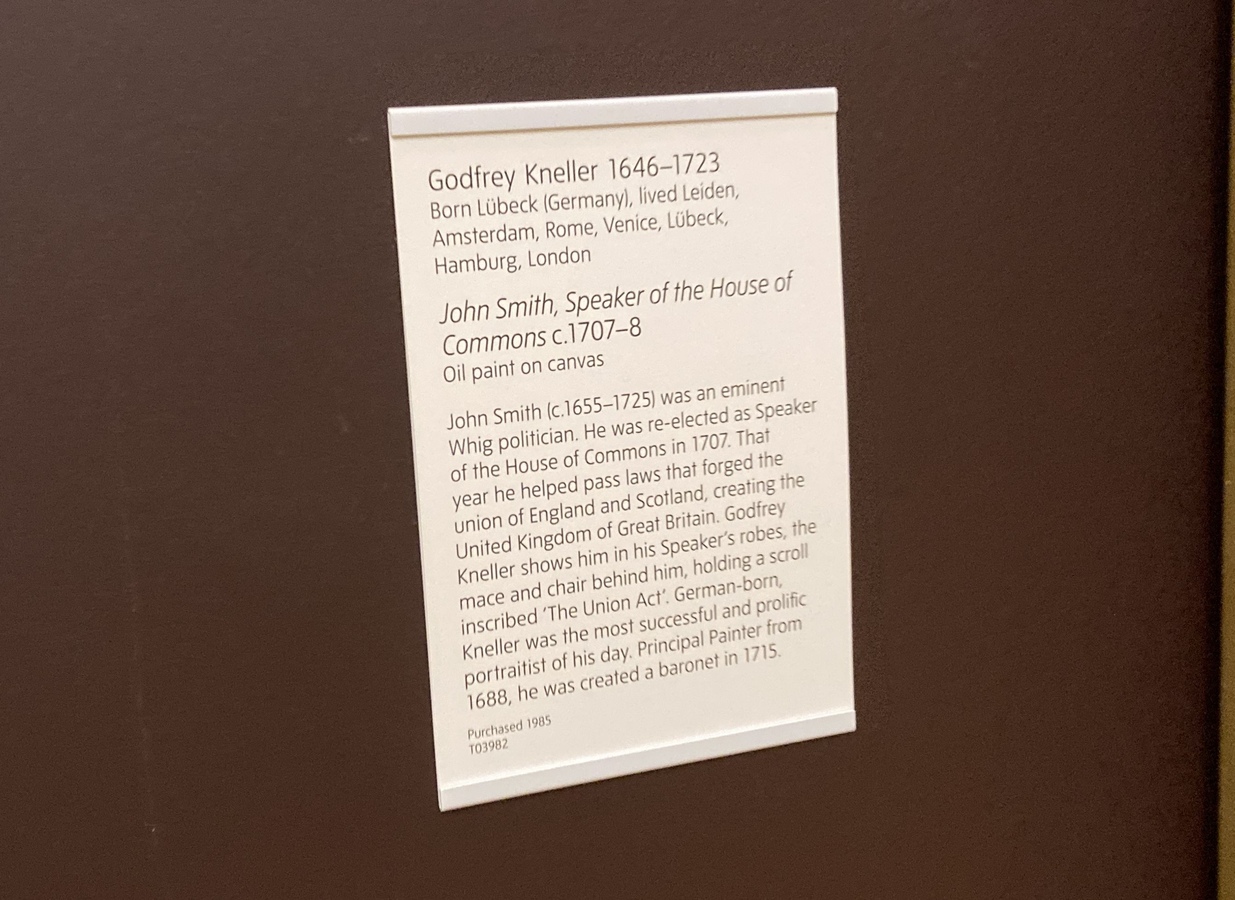 Godfrey Kneller 1646–1723
Born Lübeck (Germany), lived Leiden,
Amsterdam, Rome, Venice, Lübeck,
Hamburg, London
John Smith, Speaker of the House of
Commons c.1707–8
Oil paint on canvas
John Smith (c.1655–1725) was an eminent
Whig politician. He was re-elected as Speaker
of the House of Commons in 1707. That
year he helped pass laws that forged the
union of England and Scotland, creating the
United Kingdom of Great Britain. Godfrey
Kneller shows him in his Speaker’s robes, the
mace and chair behind him, holding a scroll
inscribed ‘The Union Act’. German-born,
Kneller was the most successful and prolific
portraitist of his day. Principal Painter from
1688, he was created a baronet in 1715.
Purchased 1985
T03982